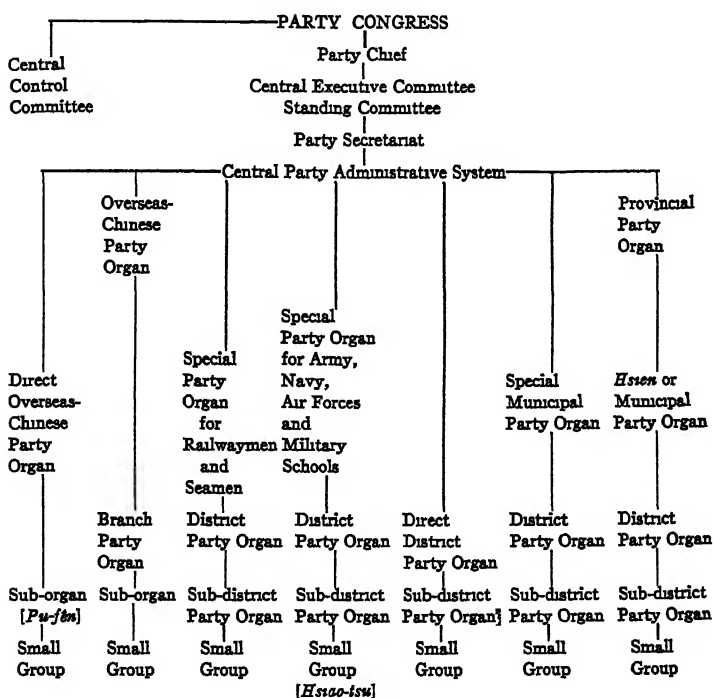 PARTY CONGRESS
Party Chief
Central
Control
Committee
Central Executive Committee
Standing Committee
Party Secretariat
Central Party Administrative System
Overseas-
Chinese
Party
Organ
Provincial
Party
Organ
Direct
Overseas-
Chinese
Party
Organ
Special
Party
Organ
for
Railwaymen
and
Seamen
Special
Party Organ
for Army,
Navy,
Air Forces
and
Military
Schools
Special
Municipal
Party Organ
Hsien or
Municipal
Party Organ
Branch
Party
Organ
District
Party Organ
District
Party Organ
Direct
District
Party Organ
District
Party Organ
District
Party Organ
Sub-organ
[Pu-fên]
Sub-organ
Sub-district
Party Organ
Sub-district
Party Organ
Sub-district
Party Organ
Sub-district
Party Organ
Sub-district
Party Organ
Small
Group
Small
Group
Small
Group
Small
Group
[Hsiao-tsu]
Small
Group
Small
Group
Small
Group